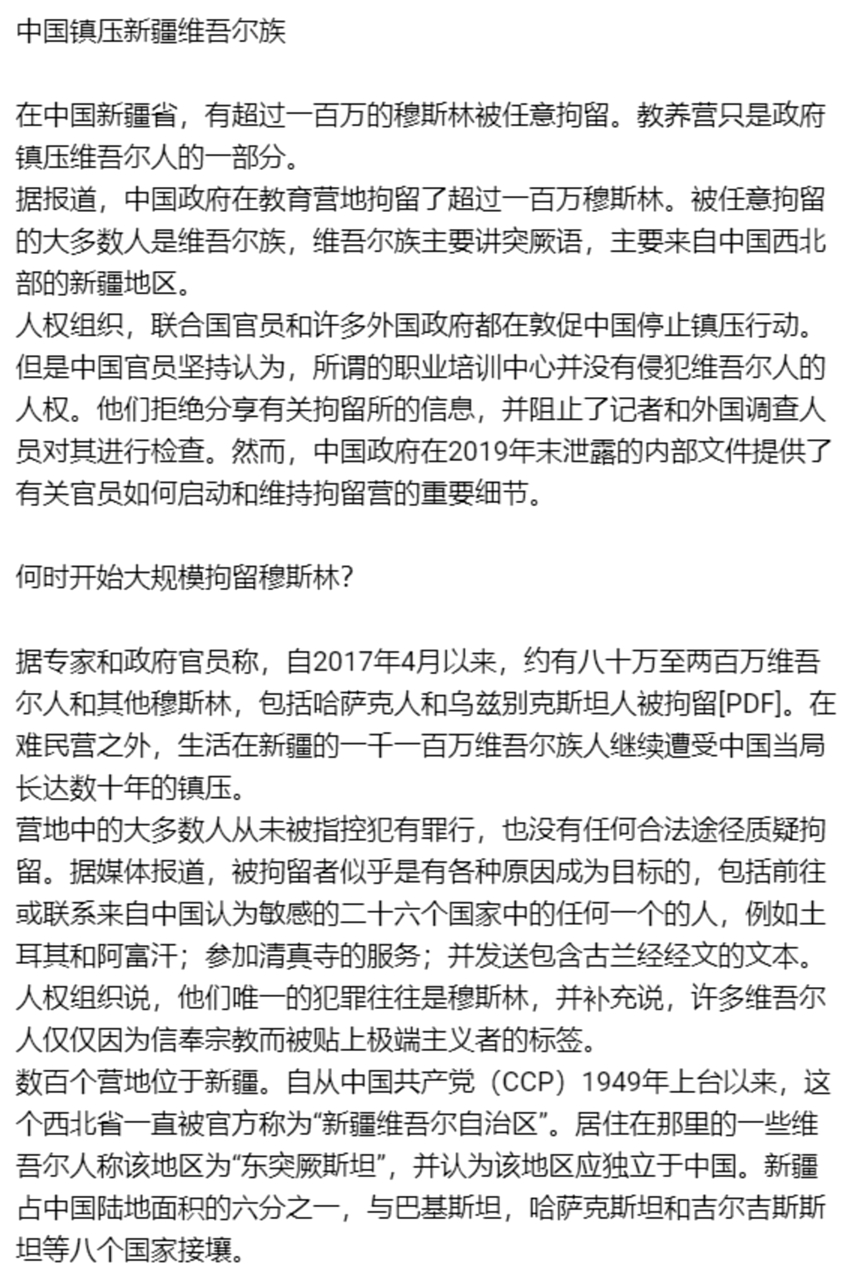 中国镇压新疆维吾尔族
在中国新疆省，有超过一百万的穆斯林被任意拘留。教养营只是政府
镇压维吾尔人的一部分。
据报道，中国政府在教育营地拘留了超过一百万穆斯林。被任意拘留
的大多数人是维吾尔族，维吾尔族主要讲突厥语，主要来自中国西北
部的新疆地区。
人权组织，联合国官员和许多外国政府都在敦促中国停止镇压行动。
但是中国官员坚持认为，所谓的职业培训中心并没有侵犯维吾尔人的
人权。他们拒绝分享有关拘留所的信息，并阻止了记者和外国调查人
员对其进行检查。然而，中国政府在2019年末泄露的内部文件提供了
有关官员如何启动和维持拘留营的重要细节。
何时开始大规模拘留穆斯林？
据专家和政府官员称，自2017年4月以来，约有八十万至两百万维吾
尔人和其他穆斯林，包括哈萨克人和乌兹别克斯坦人被拘留[PDF]。在
难民营之外，生活在新疆的一千一百万维吾尔族人继续遭受中国当局
长达数十年的镇压。
营地中的大多数人从未被指控犯有罪行，也没有任何合法途径质疑拘
留。据媒体报道，被拘留者似乎是有各种原因成为目标的，包括前往
或联系来自中国认为敏感的二十六个国家中的任何一个的人，例如土
耳其和阿富汗；参加清真寺的服务；并发送包含古兰经经文的文本。
人权组织说，他们唯一的犯罪往往是穆斯林，并补充说，许多维吾尔
人仅仅因为信奉宗教而被贴上极端主义者的标签。
数百个营地位于新疆。自从中国共产党（CCP）1949年上台以来，这
个西北省一直被官方称为“新疆维吾尔自治区”。居住在那里的一些维
吾尔人称该地区为“东突厥斯坦”，并认为该地区应独立于中国。新疆
占中国陆地面积的六分之一，与巴基斯坦，哈萨克斯坦和吉尔吉斯斯
坦等八个国家接壤。